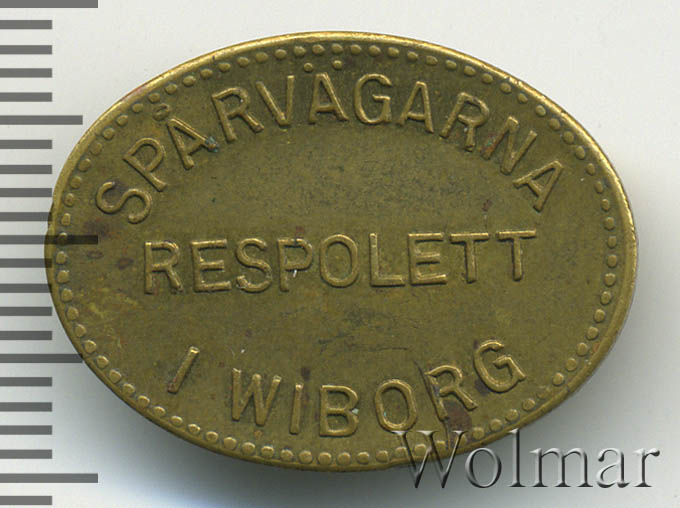 SPÅRVÄGARNA
RESPOLETT
I WIBORG
Wolmar